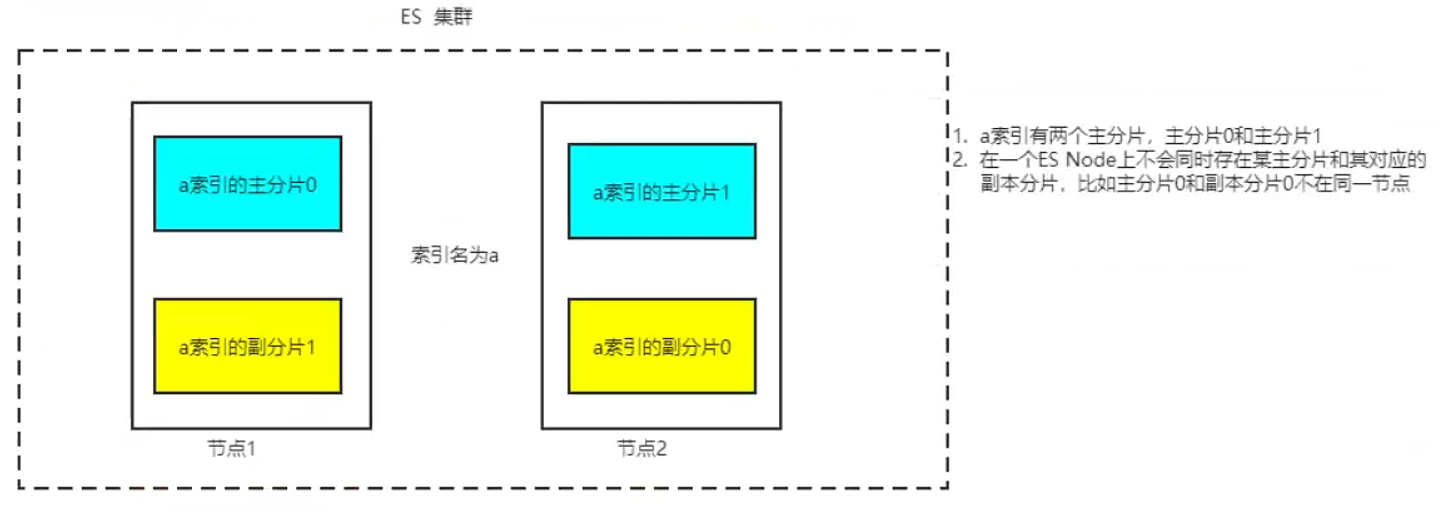 ES 集群
a索引的主分片0
a索引的主分片1
索引名为a
a索引的副分片1
a索引的副分片0
节点1
节点2
1. a索引有两个主分片，主分片0和主分片1
2. 在一个ES Node上不会同时存在某主分片和其对应的
副本分片，比如主分片0和副本分片0不在同一节点